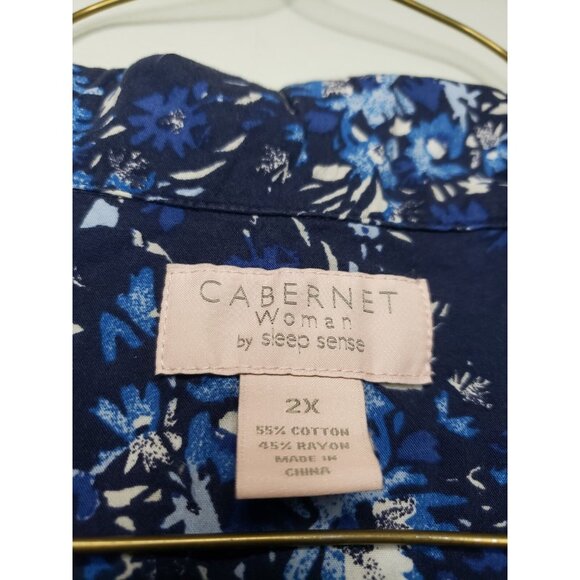 CABERNET
Woman
by sleep sense
2X
55% COTTON
45% RAYON
MADE IN
CHINA